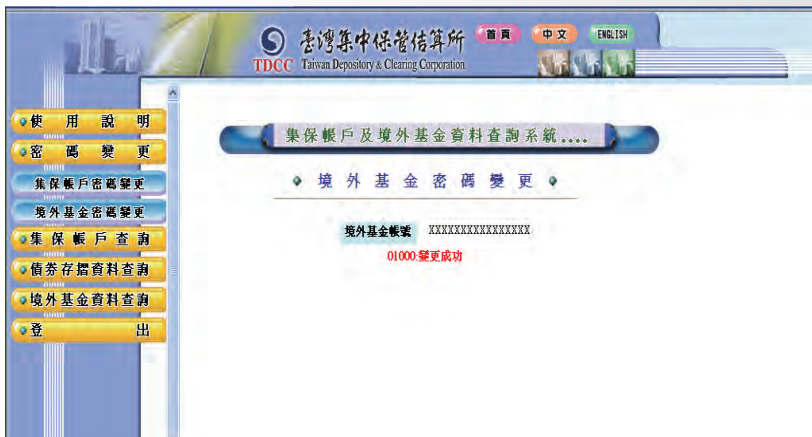 臺灣集中保管結算所
TDCC Taiwan Depository & Clearing Corporation
首頁
中文
ENGLISH
使用說明
密碼變更
集保帳戶密碼變更
境外基金密碼變更
集保帳戶查詢
債券存摺資料查詢
境外基金資料查詢
登出
集保帳戶及境外基金資料查詢系統....
境外基金密碼變更
境外基金帳號 XXXXXXXXXXXXXXXX
01000:變更成功